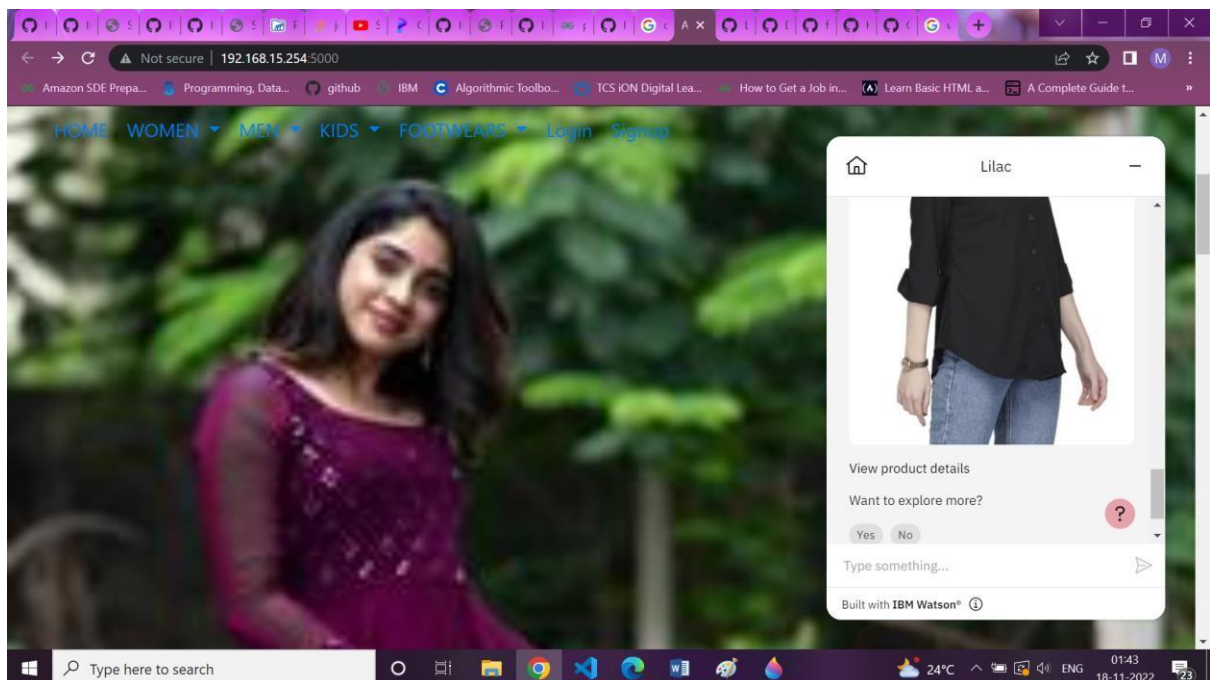 Not secure | 192.168.15.254:5000
M
Amazon SDE Prepa... Programming, Data... github IBM C Algorithmic Toolbo... TCS iON Digital Lea... How to Get a Job in... Learn Basic HTML a... A Complete Guide t... »
HOME WOMEN MEN KIDS FOOTWEARS Login Signup
Lilac
View product details
Want to explore more?
?
Yes No
Type something...
Built with IBM Watson®
Type here to search
24°C ENG 01:43
18-11-2022
23